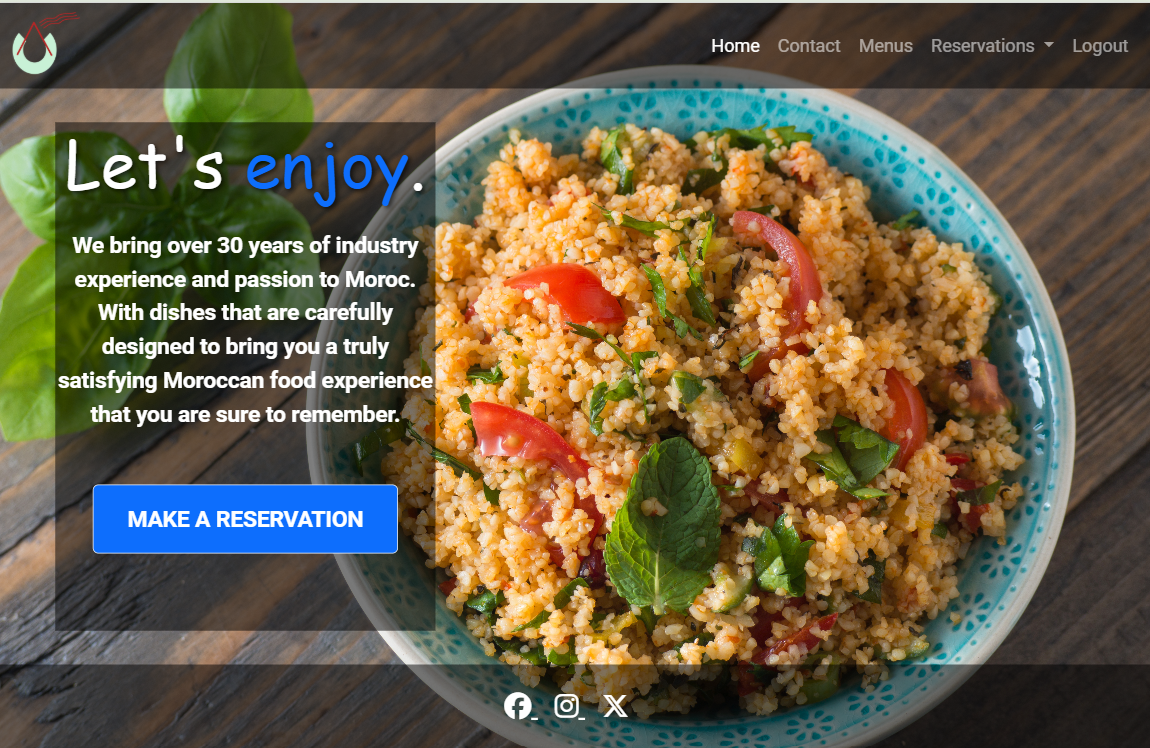 Home Contact Menus Reservations Logout
Let's enjoy.
We bring over 30 years of industry
experience and passion to Moroc.
With dishes that are carefully
designed to bring you a truly
satisfying Moroccan food experience
that you are sure to remember.
MAKE A RESERVATION